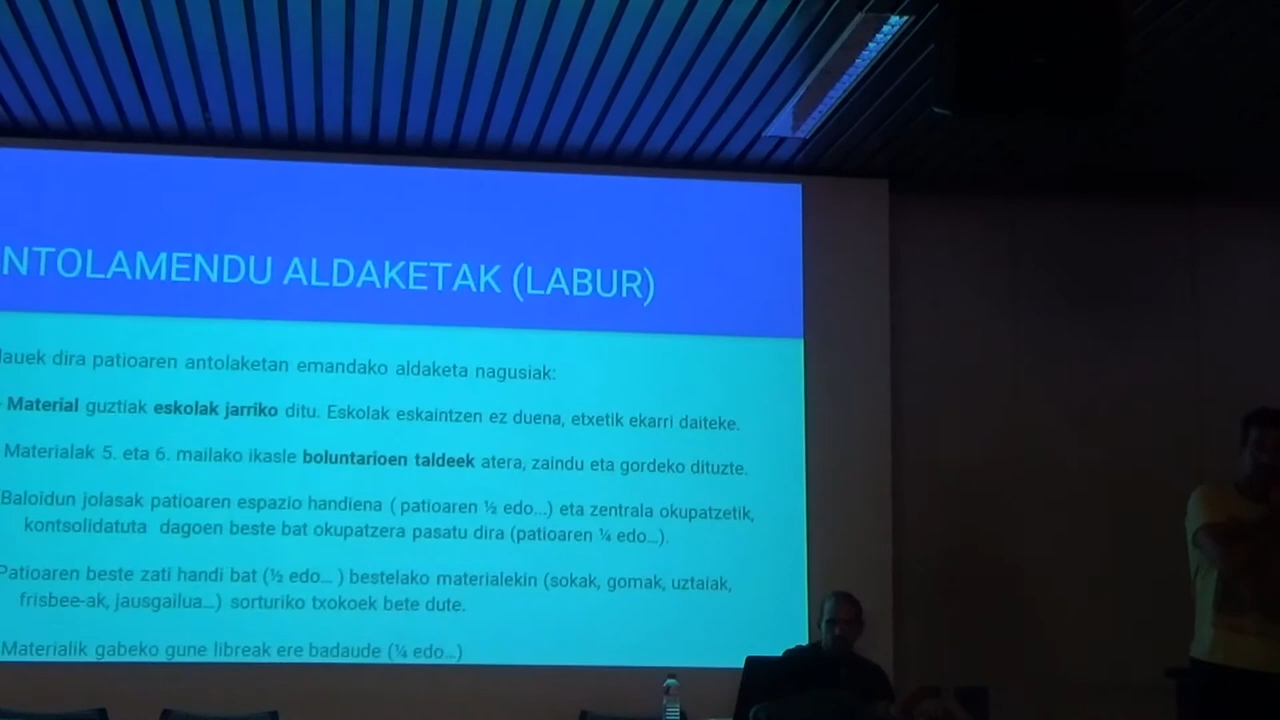 NTOLAMENDU ALDAKETAK (LABUR)
auek dira patioaren antolaketan emandako aldaketa nagusiak:
Material guztiak eskolak jarriko ditu. Eskolak eskaintzen ez duena, etxetik ekarri daiteke.
Materialak 5. eta 6. mailako ikasle boluntarioen taldeek atera, zaindu eta gordeko dituzte.
Baloidun jolasak patioaren espazio handiena ( patioaren ½ edo...) eta zentrala okupatzetik,
kontsolidatuta dagoen beste bat okupatzera pasatu dira (patioaren ¼ edo...).
Patioaren beste zati handi bat (½ edo... ) bestelako materialekin (sokak, gomak, uztaiak,
frisbee-ak, jausgailua...) sorturiko txokoek bete dute.
Materialik gabeko gune libreak ere badaude (¼ edo...)